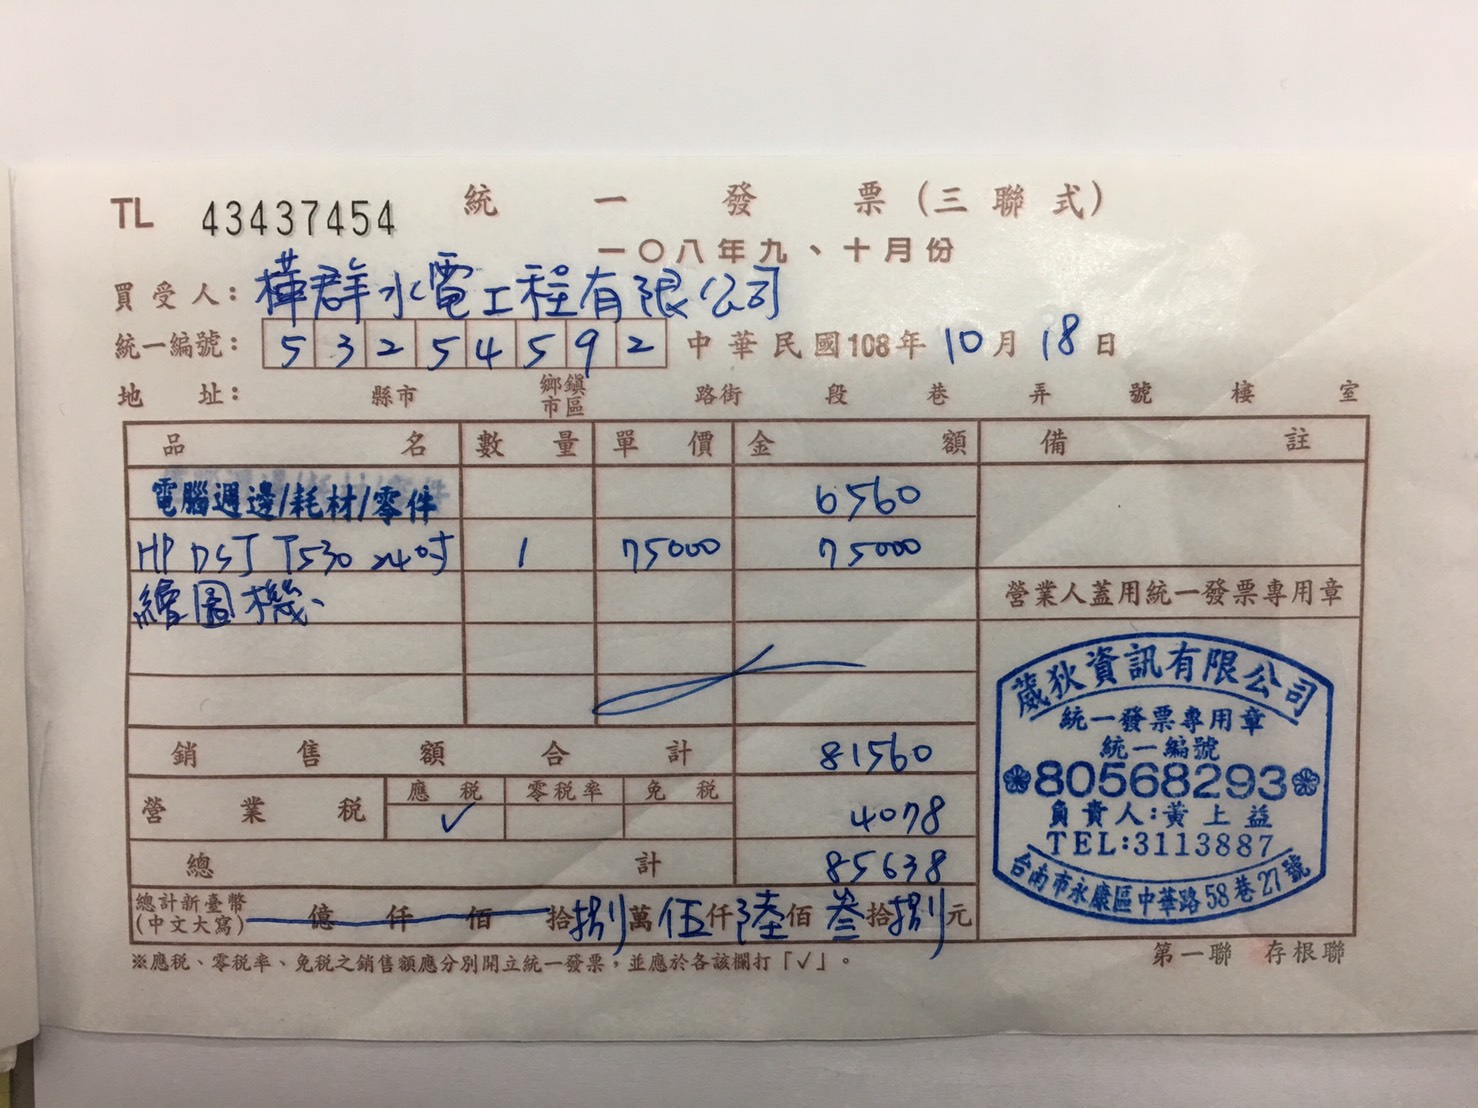 TL 43437454 統一發票(三聯式)
一〇八年九、十月份
買受人：樺群水電工程有限公司
統一編號：53254592 中華民國108年10月18日
地址： 縣市 鄉鎮市區 路街 段 巷 弄 號 樓 室
品名 數量 單價 金額 備註
電腦週邊/耗材/零件 6560
HP DSJ T530 24吋 1 75000 75000
繪圖機、
營業人蓋用統一發票專用章
銷售額合計 81560
營業稅 應稅 零稅率 免稅
✓ 4078
總計 85638
總計新臺幣
(中文大寫) 億仟佰拾捌萬伍仟陸佰叁拾捌元
葳狄資訊有限公司
統一發票專用章
統一編號
80568293
負責人:黃上益
TEL:3113887
台南市永康區中華路58巷27號
※應稅、零稅率、免稅之銷售額應分別開立統一發票，並應於各該欄打「✓」。
第一聯 存根聯